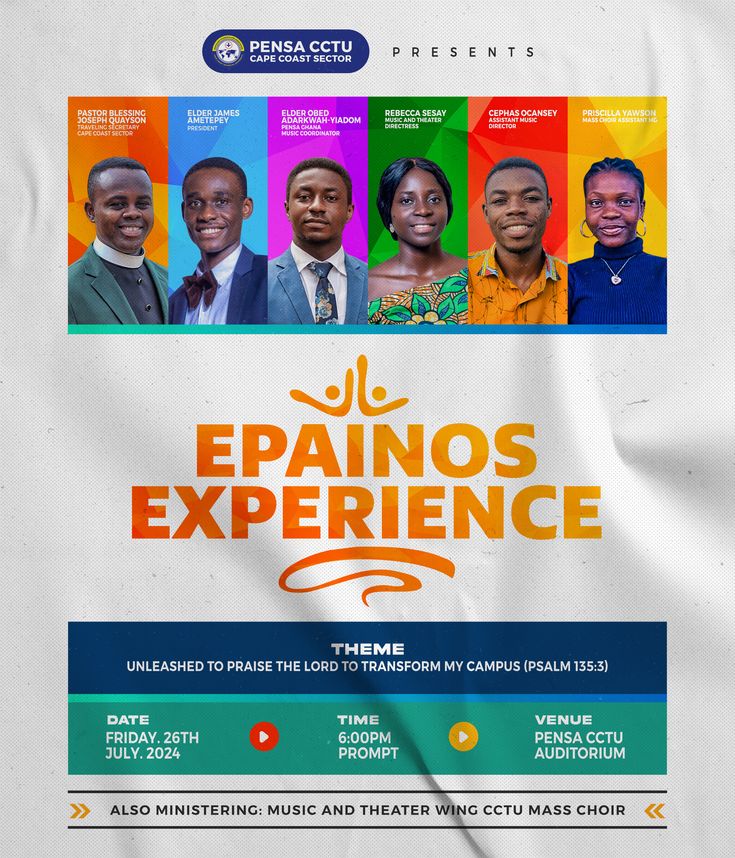 PENSA CCTU
CAPE COAST SECTOR
PRESENTS
PASTOR BLESSING
JOSEPH QUAYSON
TRAVELING SECRETARY
CAPE COAST SECTOR
ELDER JAMES
AMETEPEY
PRESIDENT
ELDER OBED
ADARKWAH-YIADOM
PENSA GHANA
MUSIC COORDINATOR
REBECCA SESAY
MUSIC AND THEATER
DIRECTRESS
CEPHAS OCANSEY
ASSISTANT MUSIC
DIRECTOR
PRISCILLA YAWSON
MASS CHOIR ASSISTANT MG
EPAINOS
EXPERIENCE
THEME
UNLEASHED TO PRAISE THE LORD TO TRANSFORM MY CAMPUS (PSALM 135:3)
DATE
FRIDAY. 26TH
JULY. 2024
TIME
6:00PM
PROMPT
VENUE
PENSA CCTU
AUDITORIUM
ALSO MINISTERING: MUSIC AND THEATER WING CCTU MASS CHOIR